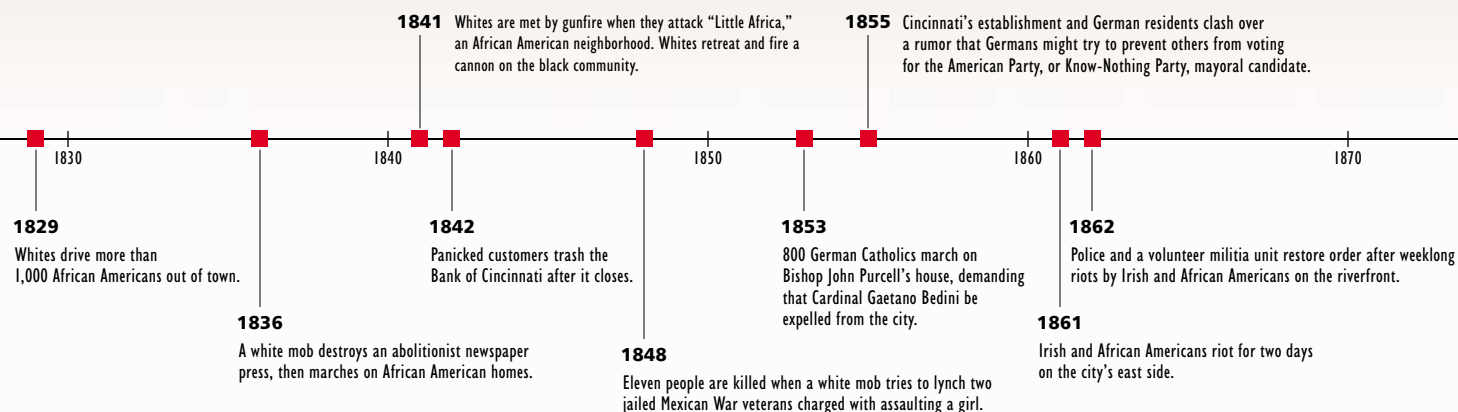 1841 Whites are met by gunfire when they attack “Little Africa,”
an African American neighborhood. Whites retreat and fire a
cannon on the black community.
1855 Cincinnati’s establishment and German residents clash over
a rumor that Germans might try to prevent others from voting
for the American Party, or Know-Nothing Party, mayoral candidate.
1830
1840
1850
1860
1870
1829
Whites drive more than
1,000 African Americans out of town.
1836
A white mob destroys an abolitionist newspaper
press, then marches on African American homes.
1842
Panicked customers trash the
Bank of Cincinnati after it closes.
1848
Eleven people are killed when a white mob tries to lynch two
jailed Mexican War veterans charged with assaulting a girl.
1853
800 German Catholics march on
Bishop John Purcell’s house, demanding
that Cardinal Gaetano Bedini be
expelled from the city.
1861
Irish and African Americans riot for two days
on the city’s east side.
1862
Police and a volunteer militia unit restore order after weeklong
riots by Irish and African Americans on the riverfront.